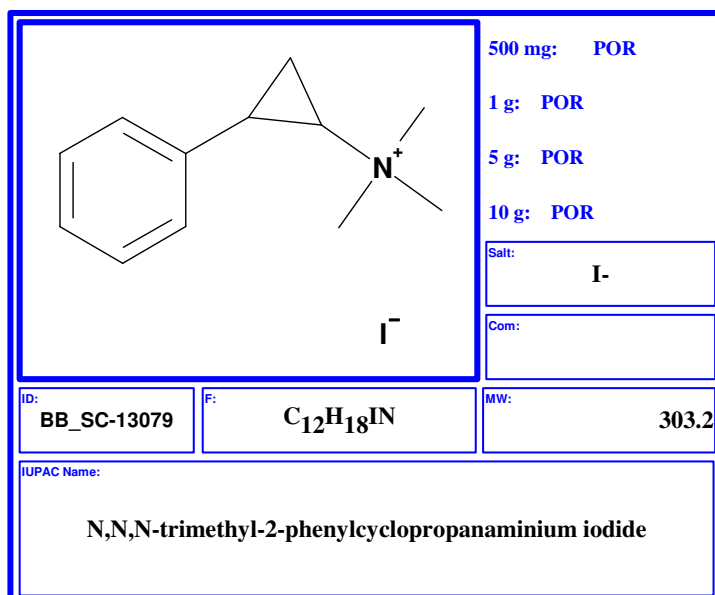 500 mg: POR
1 g: POR
5 g: POR
10 g: POR
N+
I−
Salt:
I-
Com:
ID:
BB_SC-13079
F:
C12H18IN
MW:
303.2
IUPAC Name:
N,N,N-trimethyl-2-phenylcyclopropanaminium iodide